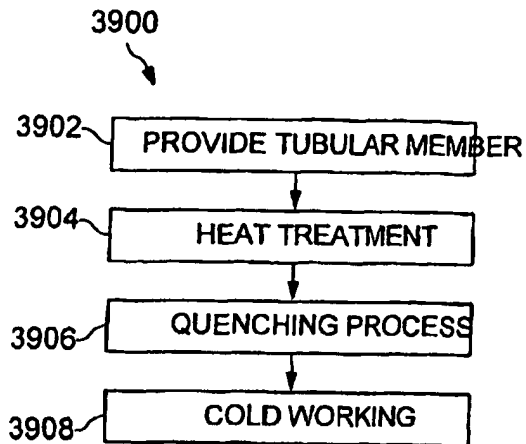 3900
3902 PROVIDE TUBULAR MEMBER
3904 HEAT TREATMENT
3906 QUENCHING PROCESS
3908 COLD WORKING